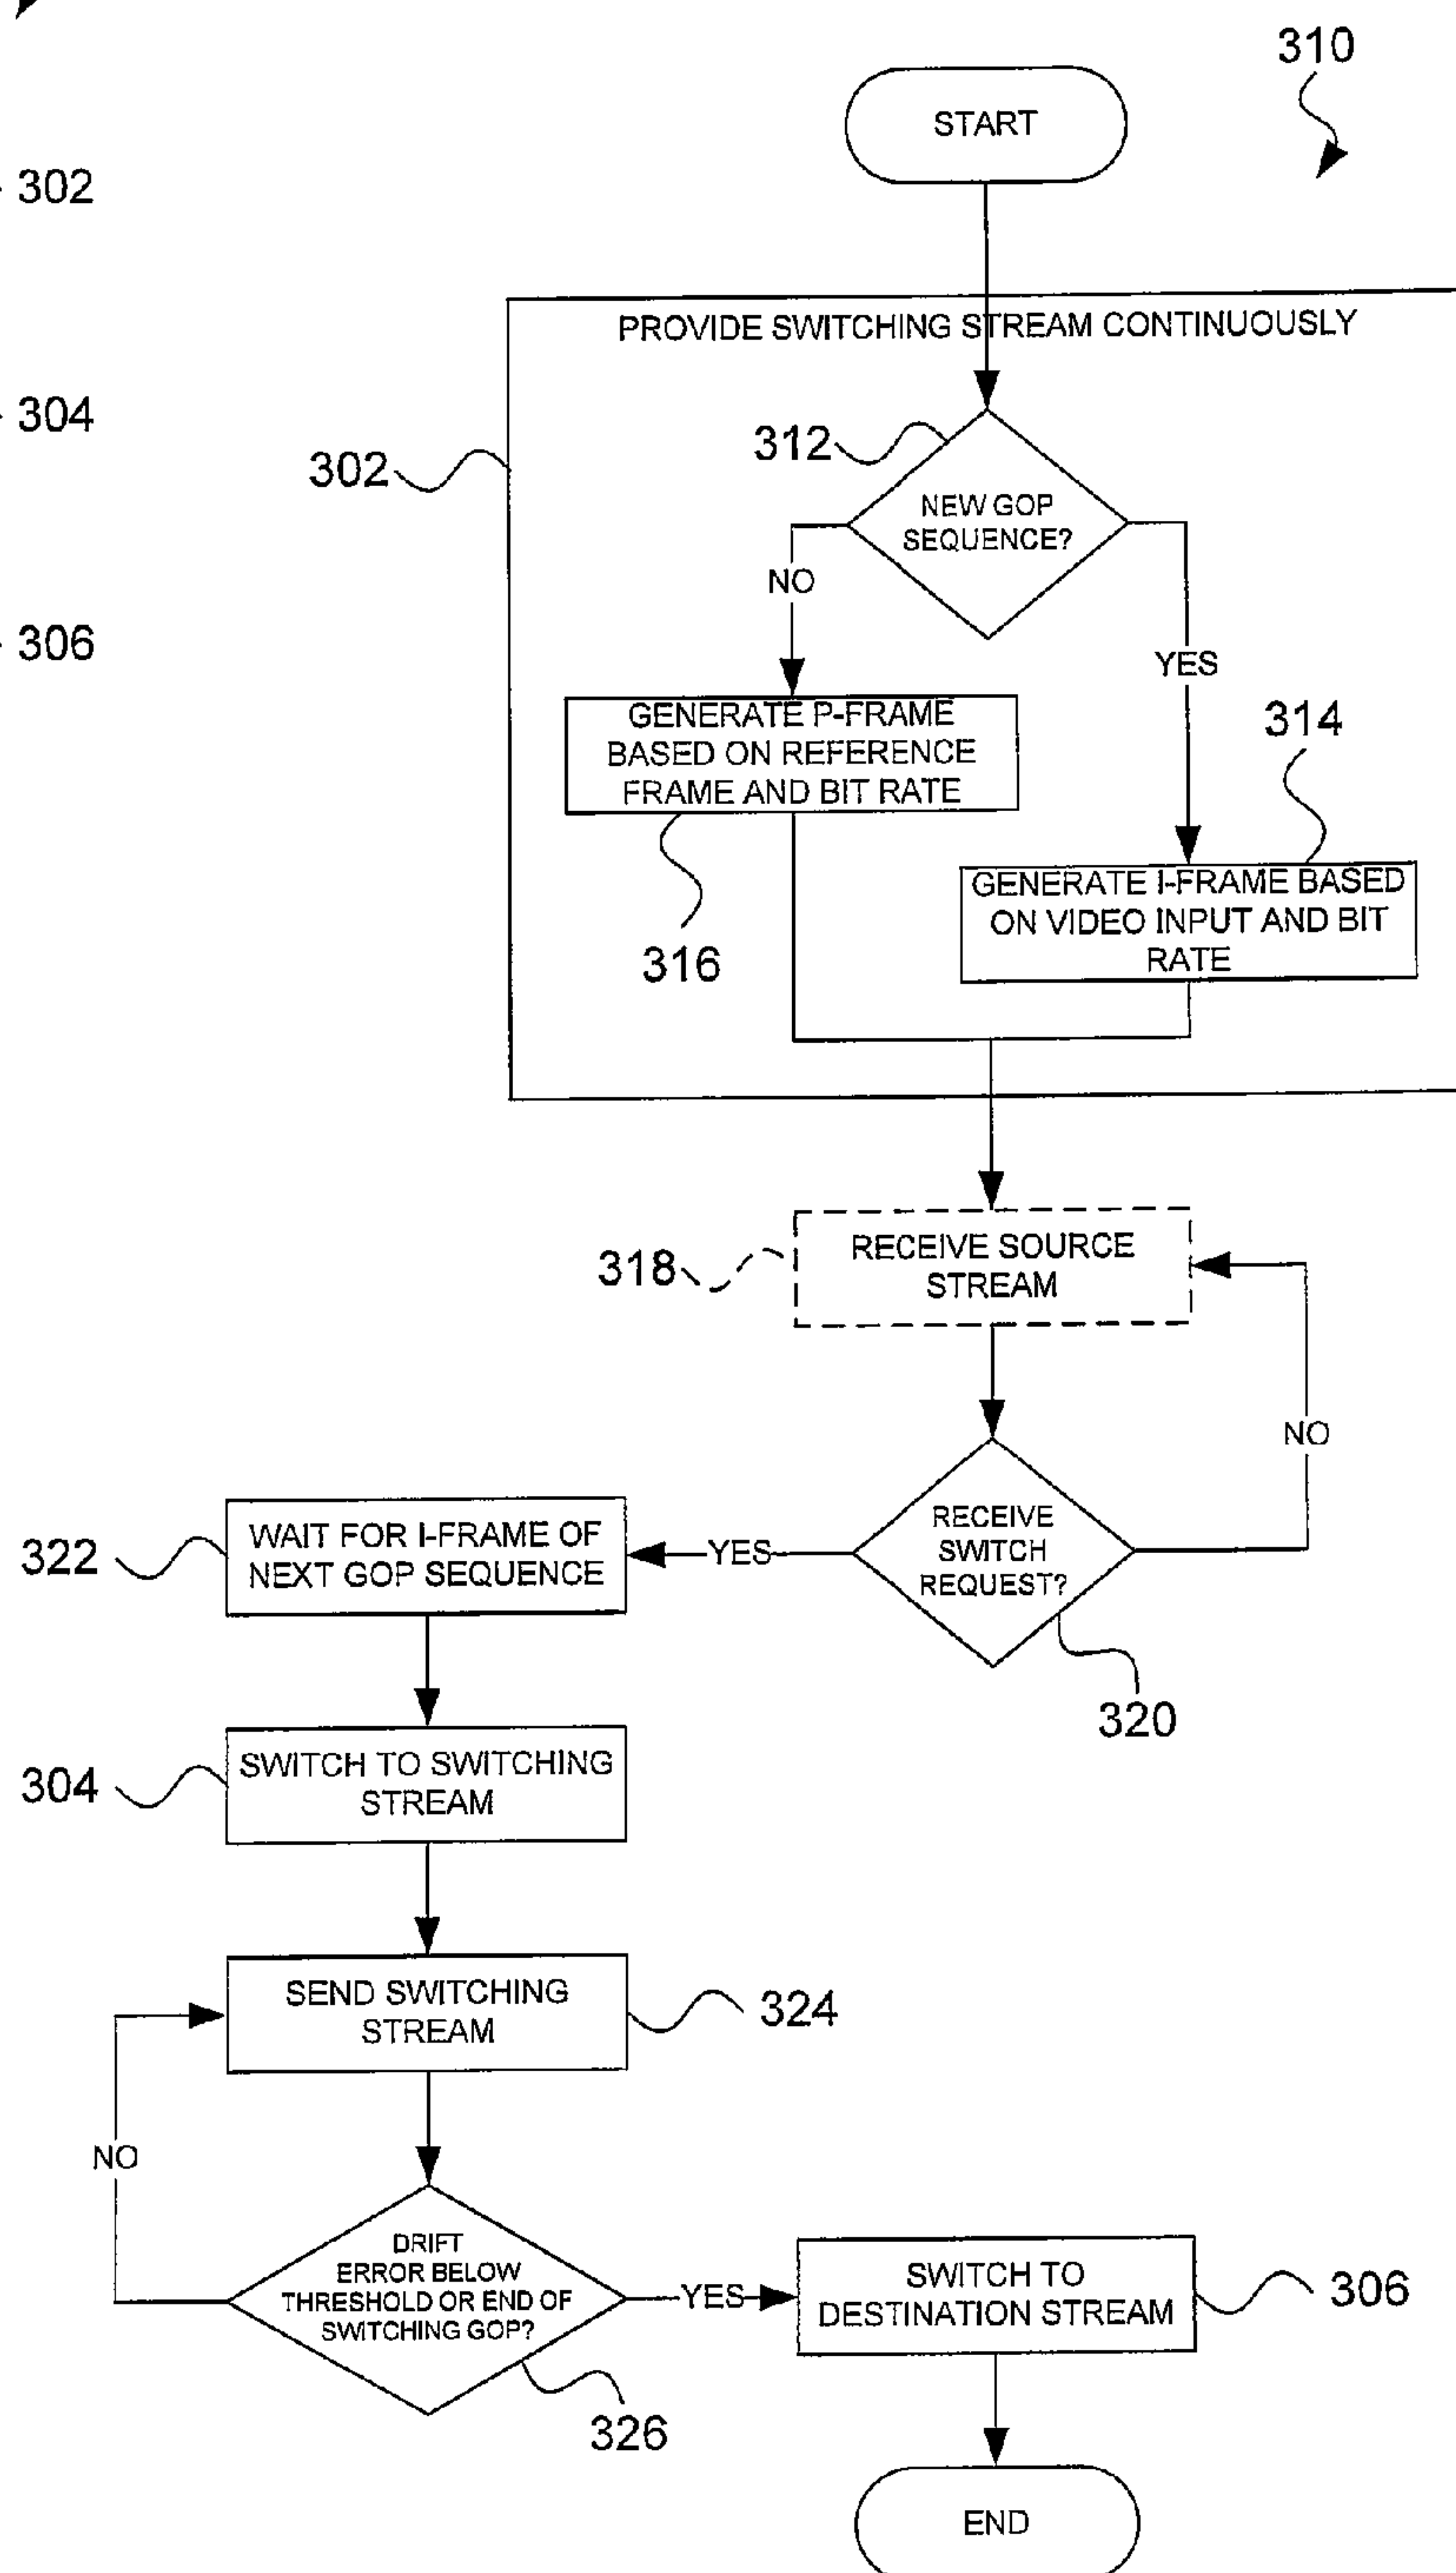 310
START
302
PROVIDE SWITCHING STREAM CONTINUOUSLY
304
312
302
NEW GOP
SEQUENCE?
NO
306
YES
GENERATE P-FRAME
BASED ON REFERENCE
FRAME AND BIT RATE
314
GENERATE I-FRAME BASED
ON VIDEO INPUT AND BIT
RATE
316
318
RECEIVE SOURCE
STREAM
NO
322
WAIT FOR I-FRAME OF
NEXT GOP SEQUENCE
YES
RECEIVE
SWITCH
REQUEST?
320
304
SWITCH TO SWITCHING
STREAM
SEND SWITCHING
STREAM
324
NO
DRIFT
ERROR BELOW
THRESHOLD OR END OF
SWITCHING GOP?
YES
SWITCH TO
DESTINATION STREAM
306
326
END